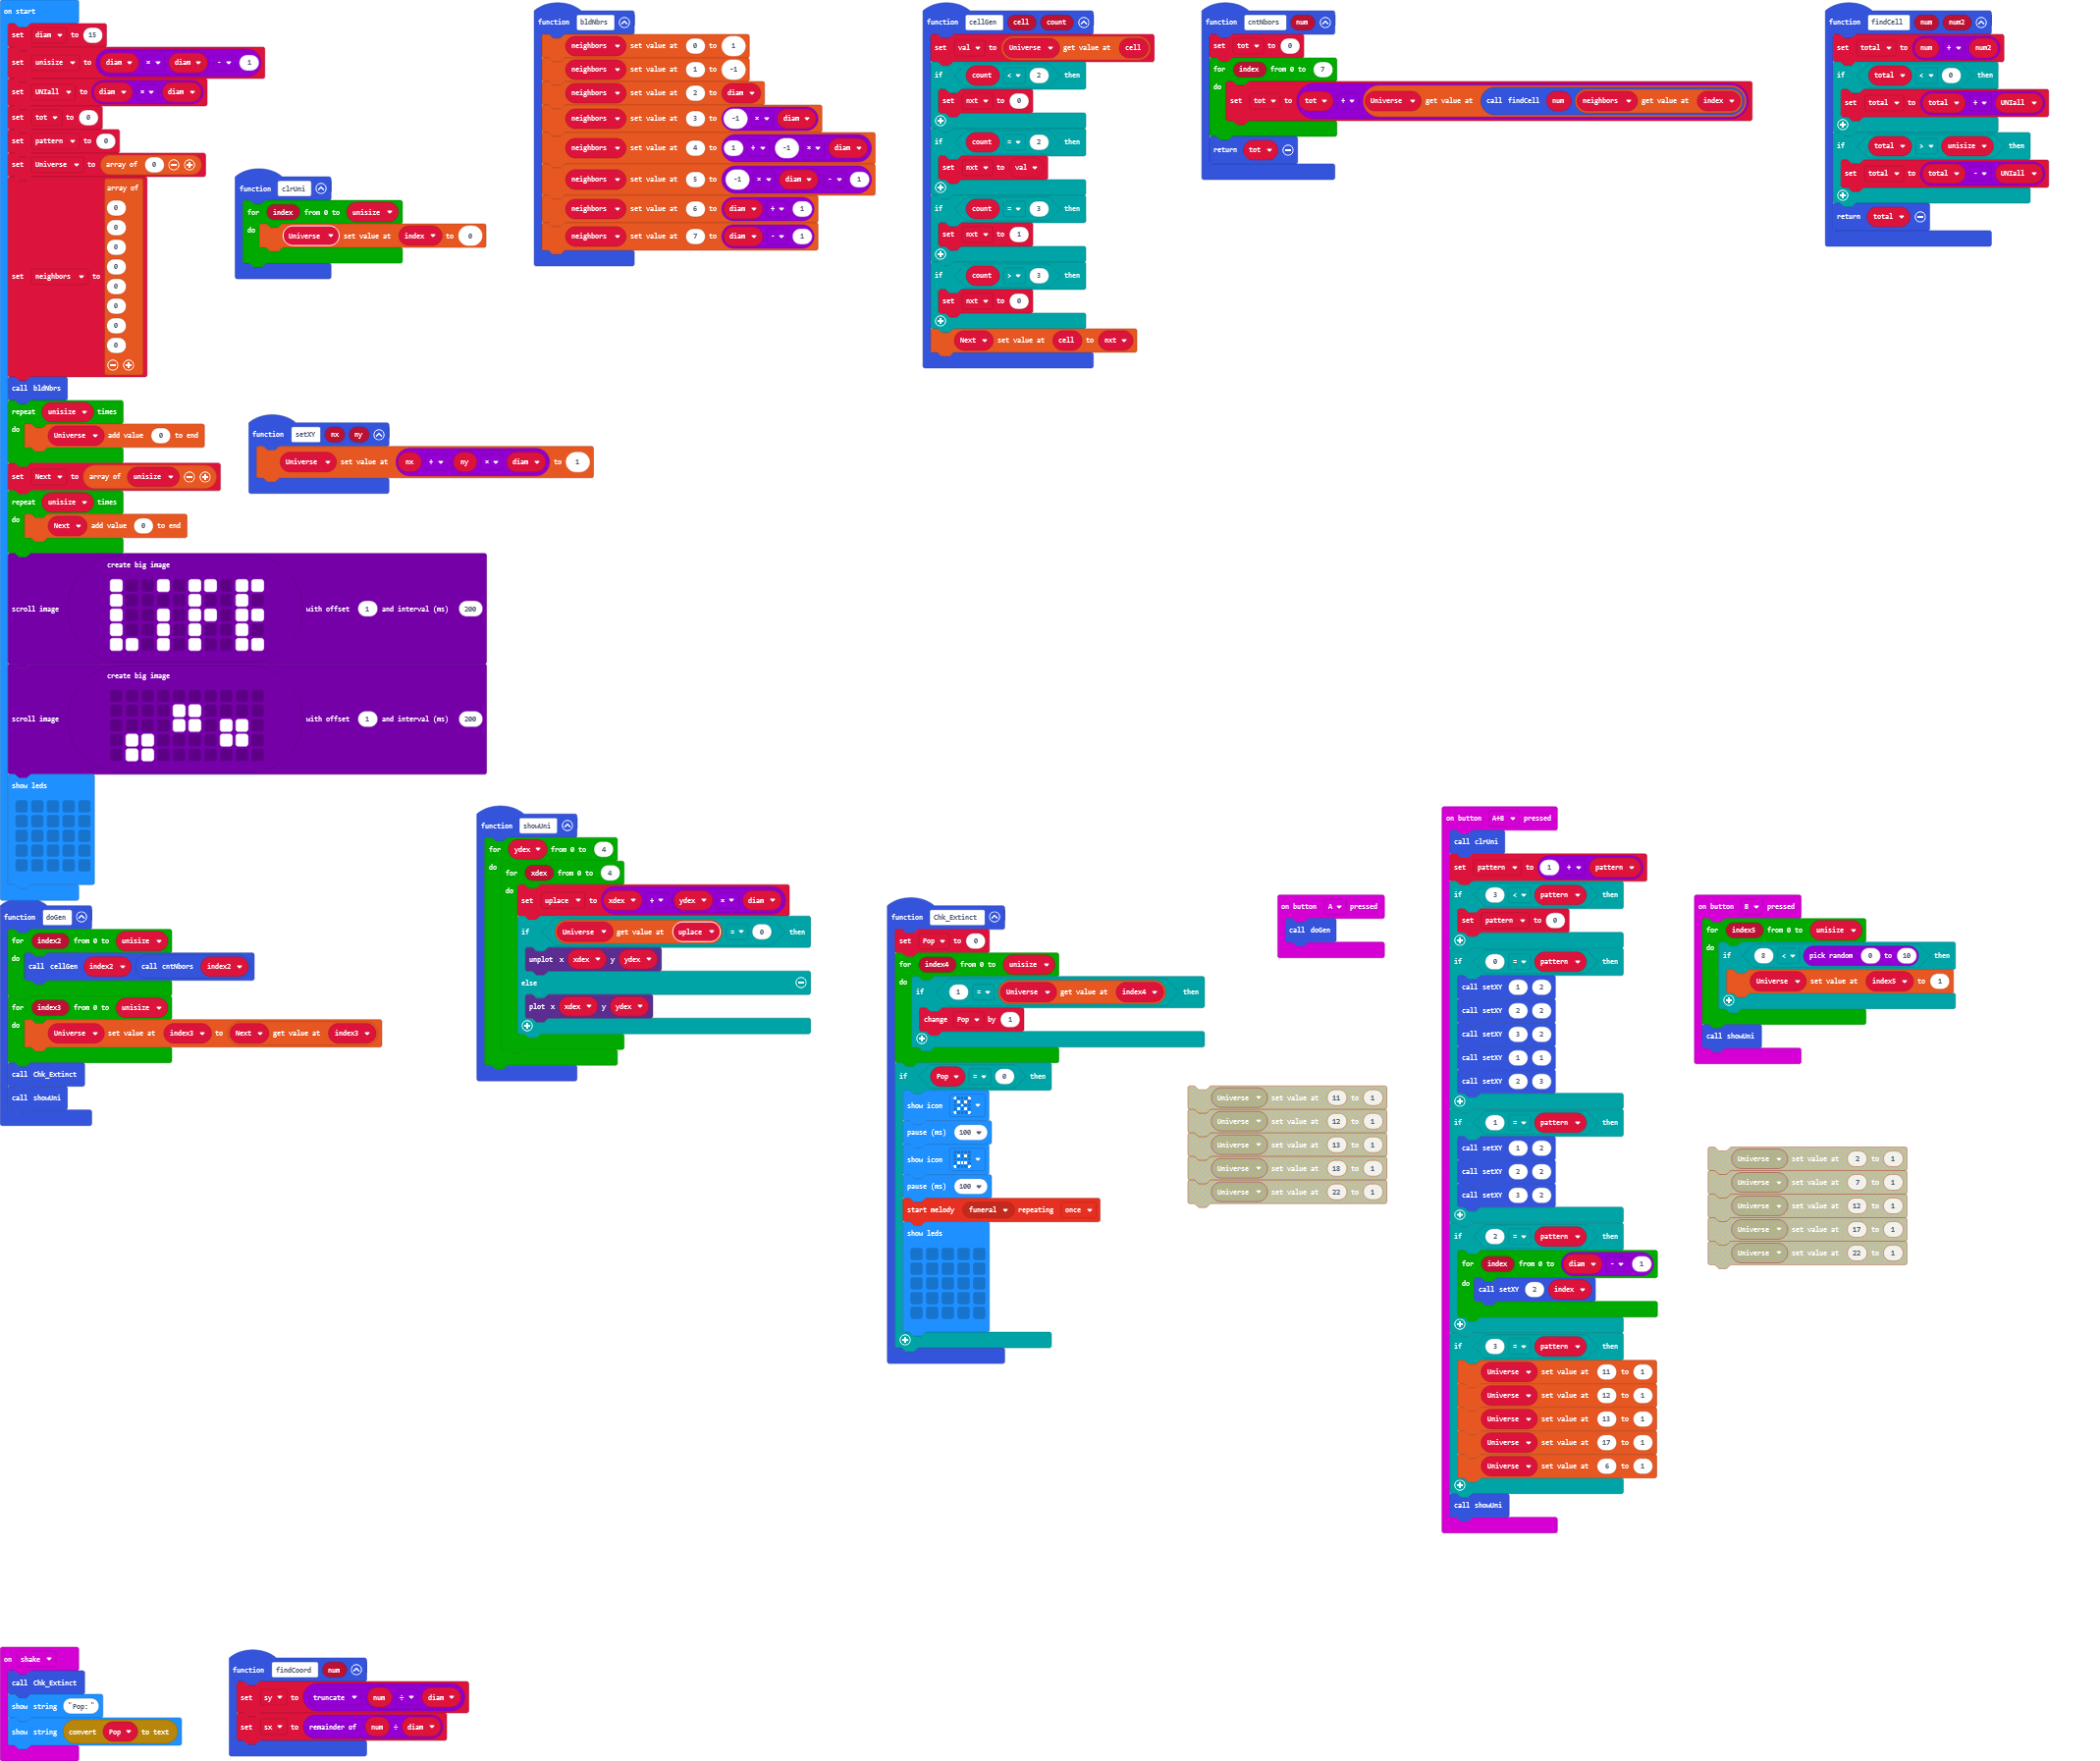 on start
set diam to 15
set unisize to diam × diam - 1
set UNIall to diam × diam
set tot to 0
set pattern to 0
set Universe to array of 0
set neighbors to array of 0 0 0 0 0 0 0 0
call bldNbrs
repeat unisize times
do Universe add value 0 to end
set Next to array of unisize
repeat unisize times
do Next add value 0 to end
create big image
scroll image with offset 1 and interval (ms) 200
create big image
scroll image with offset 1 and interval (ms) 200
show leds
function clrUni
for index from 0 to unisize
do Universe set value at index to 0
function setXY nx ny
Universe set value at nx + ny × diam to 1
function bldNbrs
neighbors set value at 0 to 1
neighbors set value at 1 to -1
neighbors set value at 2 to diam
neighbors set value at 3 to -1 × diam
neighbors set value at 4 to 1 + -1 × diam
neighbors set value at 5 to -1 × diam - 1
neighbors set value at 6 to diam + 1
neighbors set value at 7 to diam - 1
function cellGen cell count
set val to Universe get value at cell
if count < 2 then
set nxt to 0
if count = 2 then
set nxt to val
if count = 3 then
set nxt to 1
if count > 3 then
set nxt to 0
Next set value at cell to nxt
function cntNbors num
set tot to 0
for index from 0 to 7
do set tot to tot + Universe get value at call findCell num neighbors get value at index
return tot
function findCell num num2
set total to num + num2
if total < 0 then
set total to total + UNIall
if total > unisize then
set total to total - UNIall
return total
function doGen
for index2 from 0 to unisize
do call cellGen index2 call cntNbors index2
for index3 from 0 to unisize
do Universe set value at index3 to Next get value at index3
call Chk_Extinct
call showUni
function showUni
for ydex from 0 to 4
do for xdex from 0 to 4
do set uplace to xdex + ydex × diam
if Universe get value at uplace = 0 then
unplot x xdex y ydex
else
plot x xdex y ydex
function Chk_Extinct
set Pop to 0
for index4 from 0 to unisize
do if 1 = Universe get value at index4 then
change Pop by 1
if Pop = 0 then
show icon
pause (ms) 100
show icon
pause (ms) 100
start melody funeral repeating once
show leds
Universe set value at 11 to 1
Universe set value at 12 to 1
Universe set value at 13 to 1
Universe set value at 18 to 1
Universe set value at 22 to 1
on button A pressed
call doGen
on button A+B pressed
call clrUni
set pattern to 1 + pattern
if 3 < pattern then
set pattern to 0
if 0 = pattern then
call setXY 1 2
call setXY 2 2
call setXY 3 2
call setXY 1 1
call setXY 2 3
if 1 = pattern then
call setXY 1 2
call setXY 2 2
call setXY 3 2
if 2 = pattern then
for index from 0 to diam - 1
do call setXY 2 index
if 3 = pattern then
Universe set value at 11 to 1
Universe set value at 12 to 1
Universe set value at 13 to 1
Universe set value at 17 to 1
Universe set value at 6 to 1
call showUni
on button B pressed
for index5 from 0 to unisize
do if 8 < pick random 0 to 10 then
Universe set value at index5 to 1
call showUni
Universe set value at 2 to 1
Universe set value at 7 to 1
Universe set value at 12 to 1
Universe set value at 17 to 1
Universe set value at 22 to 1
on shake
call Chk_Extinct
show string "Pop:"
show string convert Pop to text
function findCoord num
set sy to truncate num ÷ diam
set sx to remainder of num ÷ diam